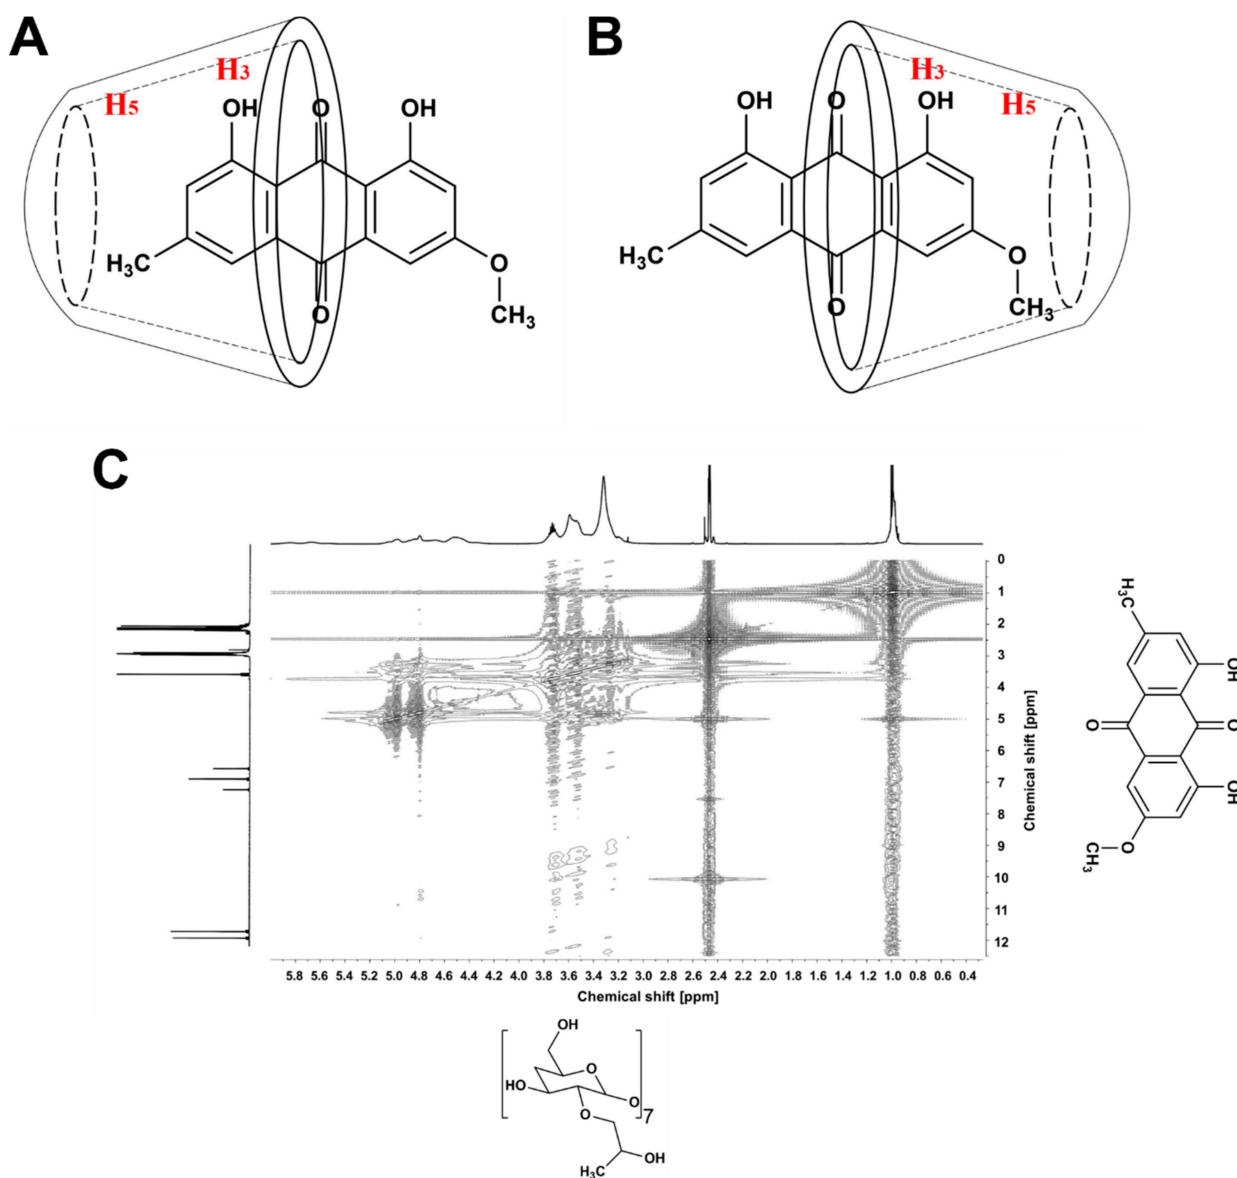 A
B
H3
H5
OH
O
OH
H3C
O
O
CH3
H3
H5
OH
O
OH
H3C
O
O
CH3
C
0
1
2
3
4
5
6
7
8
9
10
11
12
Chemical shift [ppm]
5.8 5.6 5.4 5.2 5.0 4.8 4.6 4.4 4.2 4.0 3.8 3.6 3.4 3.2 3.0 2.8 2.6 2.4 2.2 2.0 1.8 1.6 1.4 1.2 1.0 0.8 0.6 0.4
Chemical shift [ppm]
H3C
OH
O
O
OH
O
CH3
OH
O
HO
O
O
7
OH
H3C